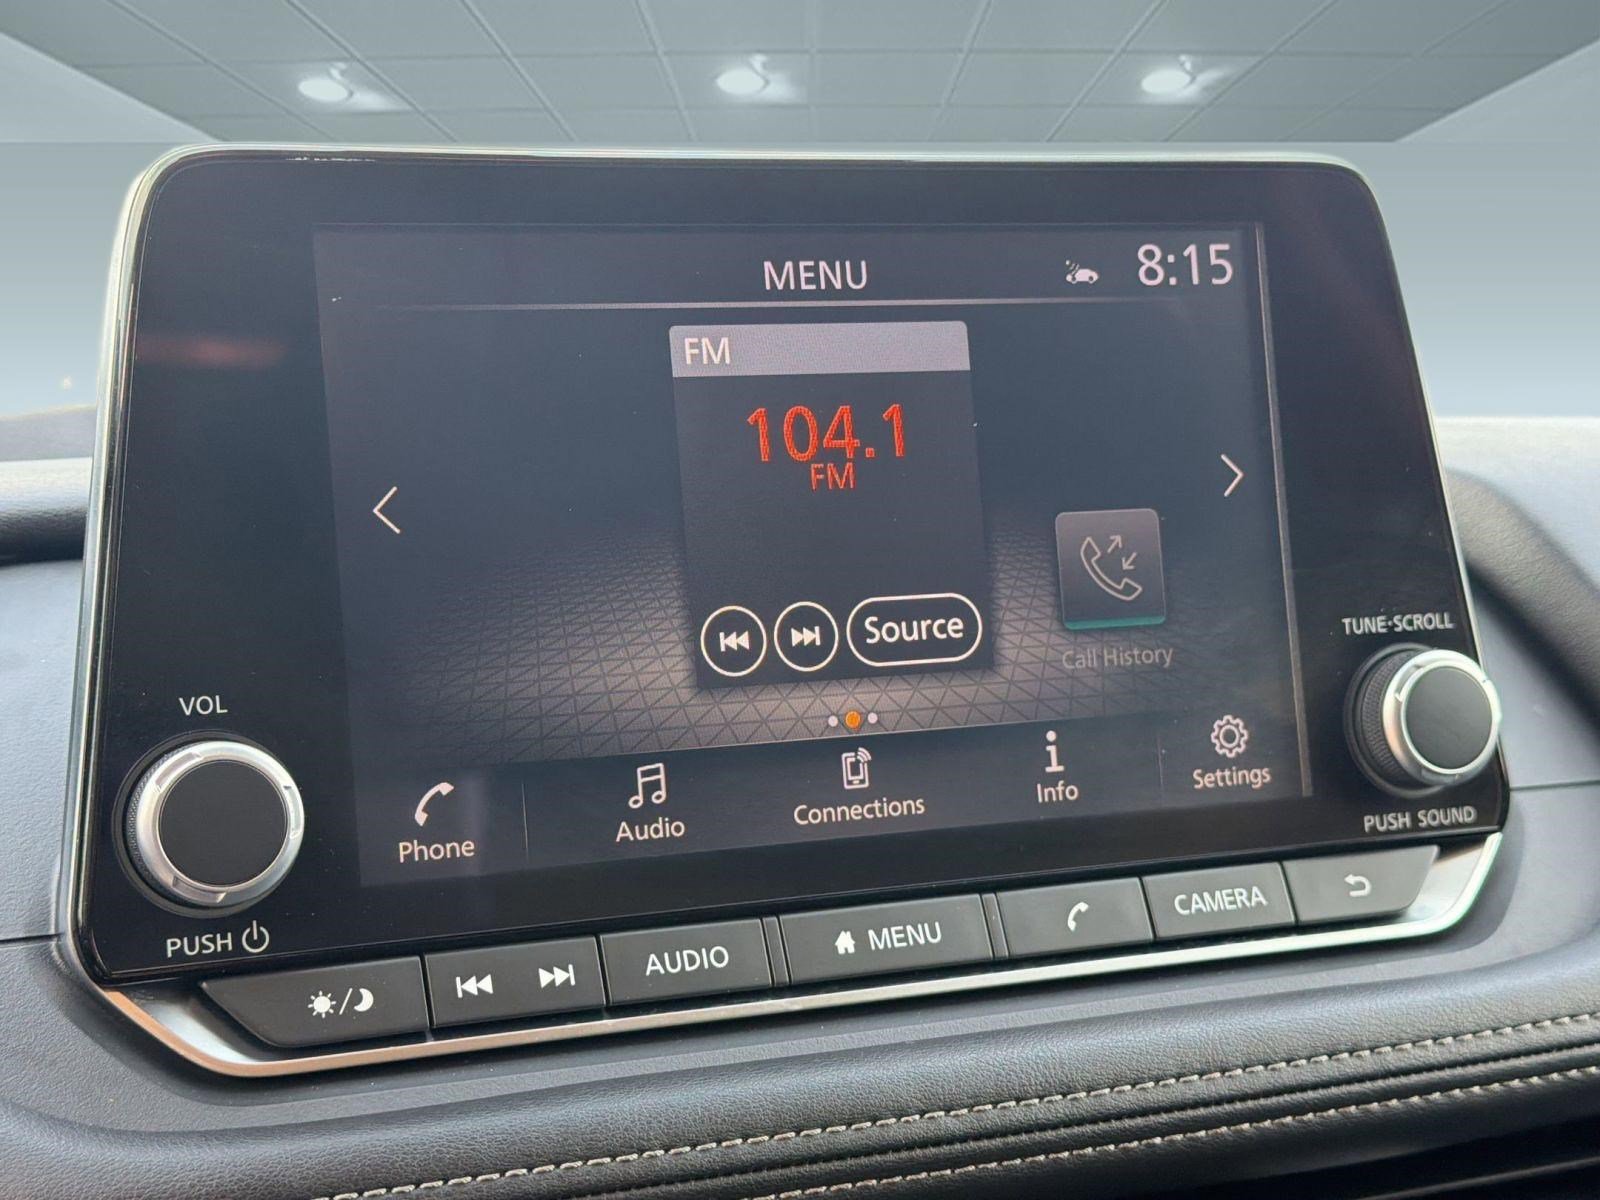 MENU
8:15
FM
104.1
FM
Source
Call History
TUNE·SCROLL
VOL
Phone
Audio
Connections
Info
Settings
PUSH SOUND
PUSH
AUDIO
MENU
CAMERA